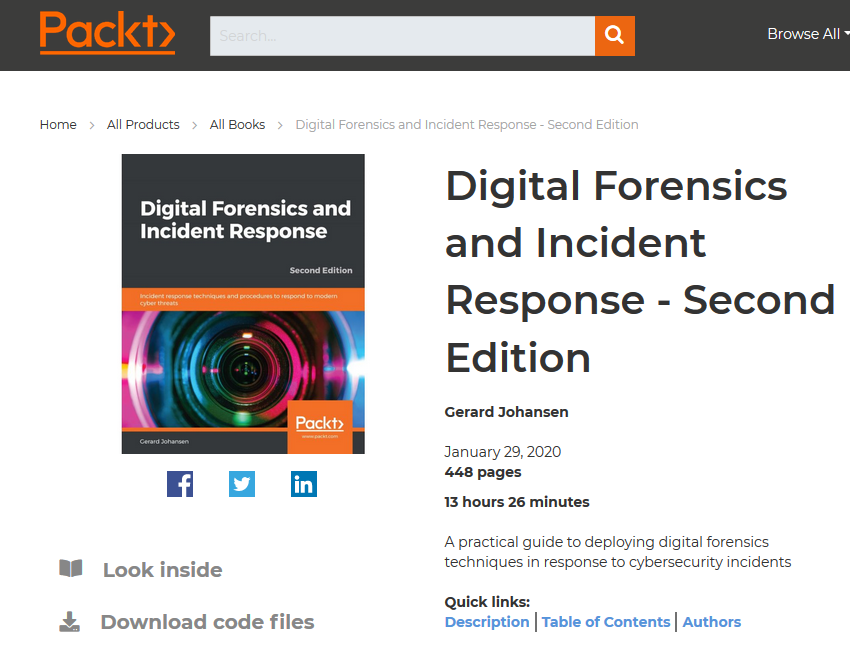 Packt>
Search...
Browse All
Home > All Products > All Books > Digital Forensics and Incident Response - Second Edition
Digital Forensics and
Incident Response
Second Edition
Incident response techniques and procedures to respond to modern
cyber threats
Packt>
www.packt.com
Gerard Johansen
Look inside
Download code files
Digital Forensics
and Incident
Response - Second
Edition
Gerard Johansen
January 29, 2020
448 pages
13 hours 26 minutes
A practical guide to deploying digital forensics
techniques in response to cybersecurity incidents
Quick links:
Description | Table of Contents | Authors